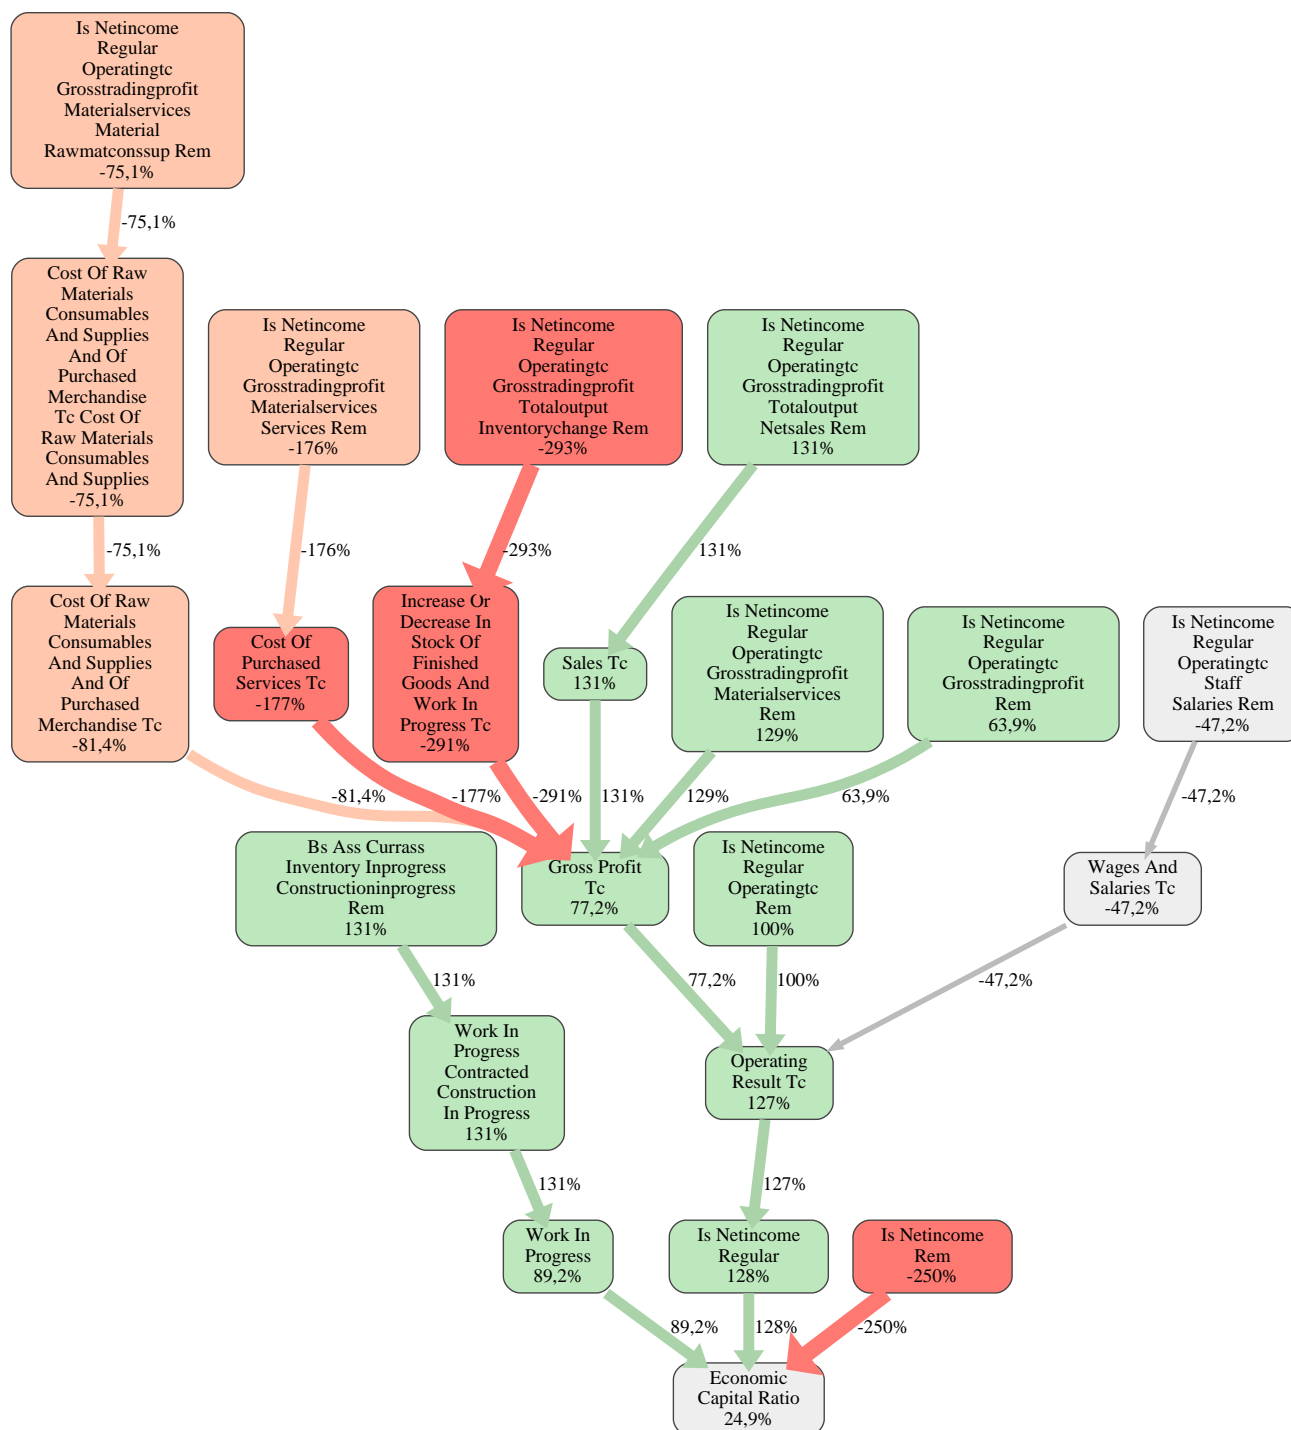 Is Netincome
Regular
Operatingtc
Grosstradingprofit
Materialservices
Material
Rawmatconssup Rem
-75,1%
-75,1%
Cost Of Raw
Materials
Consumables
And Supplies
And Of
Purchased
Merchandise
Tc Cost Of
Raw Materials
Consumables
And Supplies
-75,1%
Is Netincome
Regular
Operatingtc
Grosstradingprofit
Materialservices
Services Rem
-176%
Is Netincome
Regular
Operatingtc
Grosstradingprofit
Totaloutput
Inventorychange Rem
-293%
Is Netincome
Regular
Operatingtc
Grosstradingprofit
Totaloutput
Netsales Rem
131%
-75,1%
-176%
-293%
131%
Cost Of Raw
Materials
Consumables
And Supplies
And Of
Purchased
Merchandise Tc
-81,4%
Cost Of
Purchased
Services Tc
-177%
Increase Or
Decrease In
Stock Of
Finished
Goods And
Work In
Progress Tc
-291%
Sales Tc
131%
Is Netincome
Regular
Operatingtc
Grosstradingprofit
Materialservices
Rem
129%
Is Netincome
Regular
Operatingtc
Grosstradingprofit
Rem
63,9%
Is Netincome
Regular
Operatingtc
Staff
Salaries Rem
-47,2%
-81,4%
-177%
-291%
131%
129%
63,9%
-47,2%
Bs Ass Currass
Inventory Inprogress
Constructioninprogress
Rem
131%
Gross Profit
Tc
77,2%
Is Netincome
Regular
Operatingtc
Rem
100%
Wages And
Salaries Tc
-47,2%
131%
77,2%
100%
-47,2%
Work In
Progress
Contracted
Construction
In Progress
131%
Operating
Result Tc
127%
131%
127%
Work In
Progress
89,2%
Is Netincome
Regular
128%
Is Netincome
Rem
-250%
89,2%
128%
-250%
Economic
Capital Ratio
24,9%